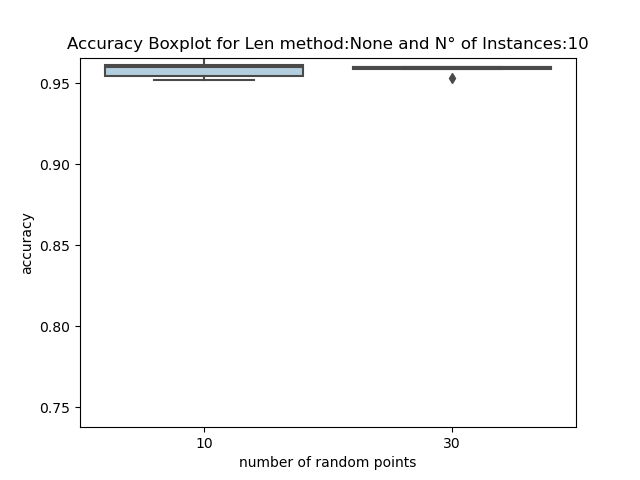 Accuracy Boxplot for Len method:None and N° of Instances:10
0.95
0.90
0.85
0.80
0.75
accuracy
10 30
number of random points